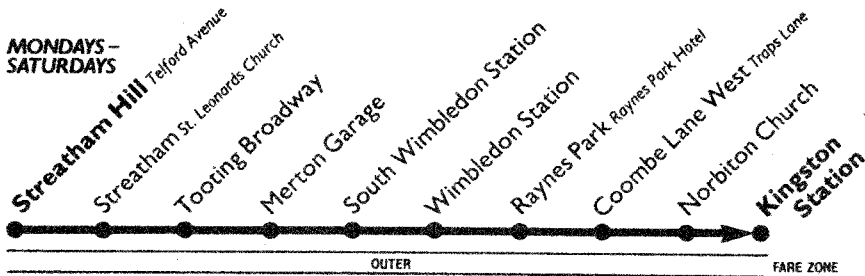 MONDAYS–
SATURDAYS
Streatham Hill Telford Avenue
Streatham St. Leonards Church
Tooting Broadway
Merton Garage
South Wimbledon Station
Wimbledon Station
Raynes Park Raynes Park Hotel
Coombe Lane West Traps Lane
Norbiton Church
Kingston
Station
OUTER
FARE ZONE